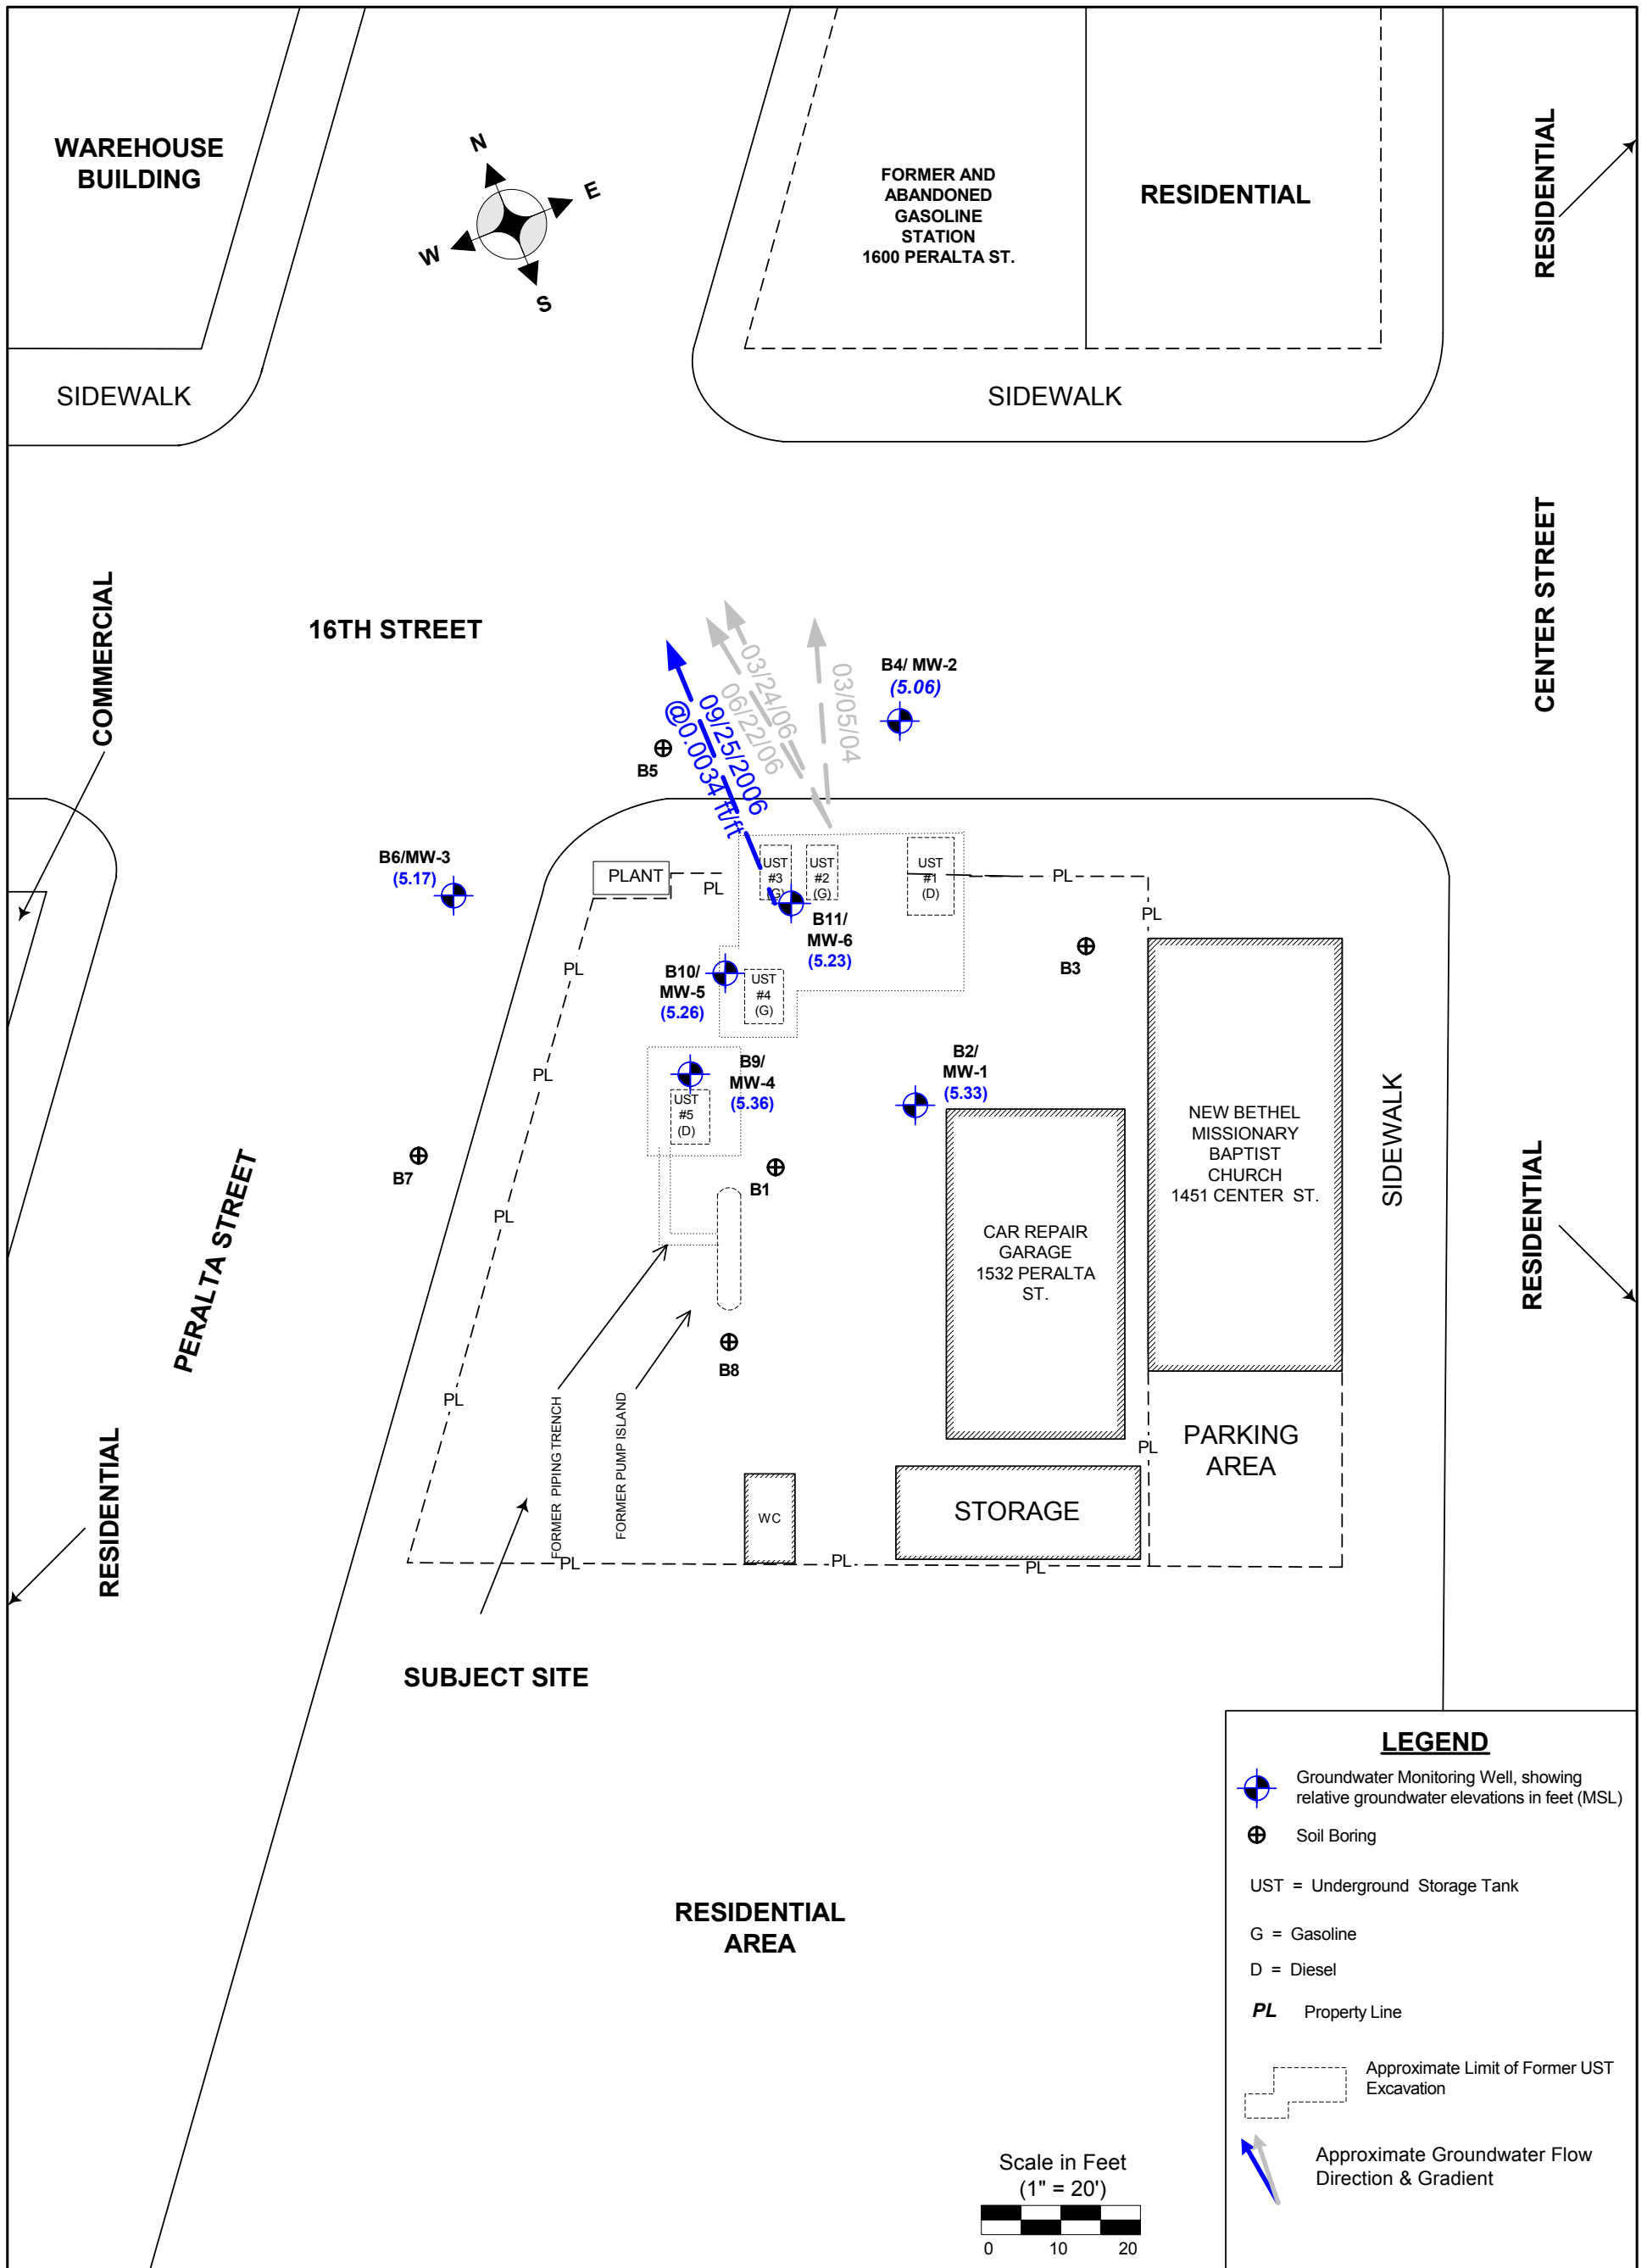 WAREHOUSE
BUILDING
N
E
W
S
FORMER AND
ABANDONED
GASOLINE
STATION
1600 PERALTA ST.
RESIDENTIAL
RESIDENTIAL
SIDEWALK
SIDEWALK
CENTER STREET
COMMERCIAL
16TH STREET
03/24/06
06/22/06
03/05/04
09/25/2006
@0.0034 ft/ft
B4/ MW-2
(5.06)
B5
B6/MW-3
(5.17)
PLANT
PL
UST
#3
(G)
UST
#2
(G)
UST
#1
(D)
PL
PL
B11/
MW-6
(5.23)
B3
PL
B10/
MW-5
(5.26)
UST
#4
(G)
B2/
MW-1
(5.33)
B9/
MW-4
(5.36)
PL
UST
#5
(D)
NEW BETHEL
MISSIONARY
BAPTIST
CHURCH
1451 CENTER ST.
SIDEWALK
B7
B1
PERALTA STREET
PL
RESIDENTIAL
CAR REPAIR
GARAGE
1532 PERALTA
ST.
B8
PL
FORMER PIPING TRENCH
FORMER PUMP ISLAND
PL
PARKING
AREA
RESIDENTIAL
WC
STORAGE
PL
PL
PL
SUBJECT SITE
RESIDENTIAL
AREA
LEGEND
Groundwater Monitoring Well, showing
relative groundwater elevations in feet (MSL)
Soil Boring
UST = Underground Storage Tank
G = Gasoline
D = Diesel
PL Property Line
Approximate Limit of Former UST
Excavation
Approximate Groundwater Flow
Direction & Gradient
Scale in Feet
(1" = 20')
0 10 20